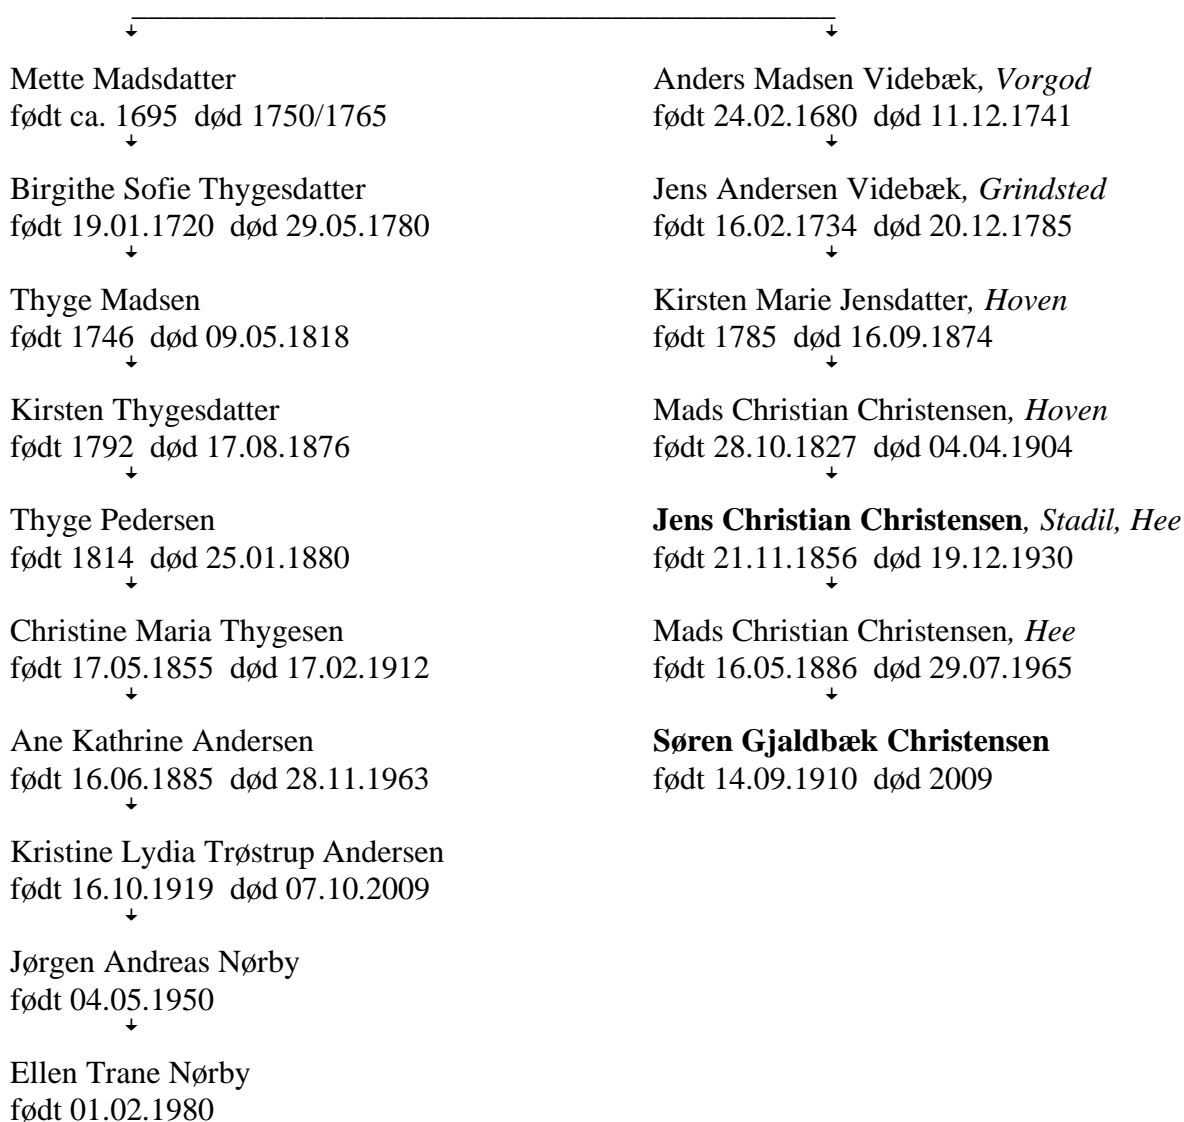 Mette Madsdatter
født ca. 1695 død 1750/1765
Birgithe Sofie Thygesdatter
født 19.01.1720 død 29.05.1780
Thyge Madsen
født 1746 død 09.05.1818
Kirsten Thygesdatter
født 1792 død 17.08.1876
Thyge Pedersen
født 1814 død 25.01.1880
Christine Maria Thygesen
født 17.05.1855 død 17.02.1912
Ane Kathrine Andersen
født 16.06.1885 død 28.11.1963
Kristine Lydia Trøstrup Andersen
født 16.10.1919 død 07.10.2009
Jørgen Andreas Nørby
født 04.05.1950
Ellen Trane Nørby
født 01.02.1980
Anders Madsen Videbæk, Vorgod
født 24.02.1680 død 11.12.1741
Jens Andersen Videbæk, Grindsted
født 16.02.1734 død 20.12.1785
Kirsten Marie Jensdatter, Hoven
født 1785 død 16.09.1874
Mads Christian Christensen, Hoven
født 28.10.1827 død 04.04.1904
Jens Christian Christensen, Stadil, Hee
født 21.11.1856 død 19.12.1930
Mads Christian Christensen, Hee
født 16.05.1886 død 29.07.1965
Søren Gjaldbæk Christensen
født 14.09.1910 død 2009